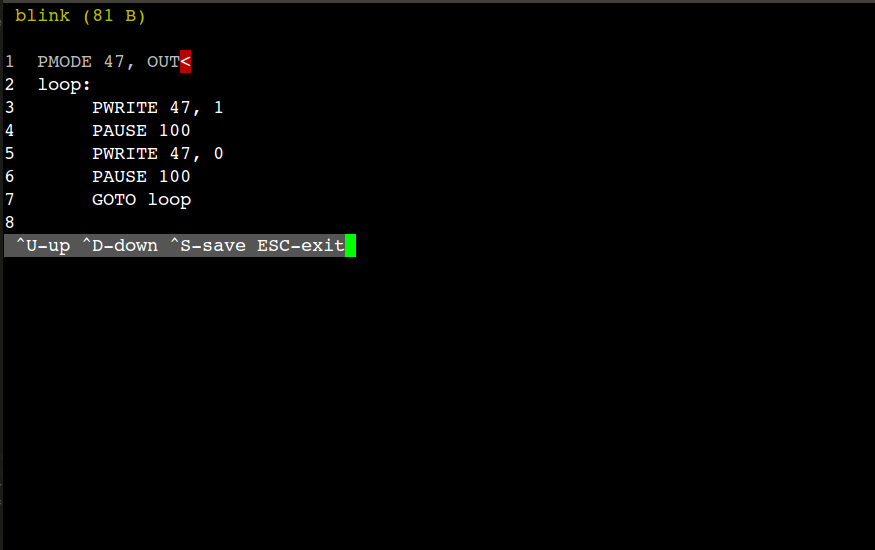 blink (81 B)
1  PMODE 47, OUT<
2  loop:
3       PWRITE 47, 1
4       PAUSE 100
5       PWRITE 47, 0
6       PAUSE 100
7       GOTO loop
8
^U-up ^D-down ^S-save ESC-exit